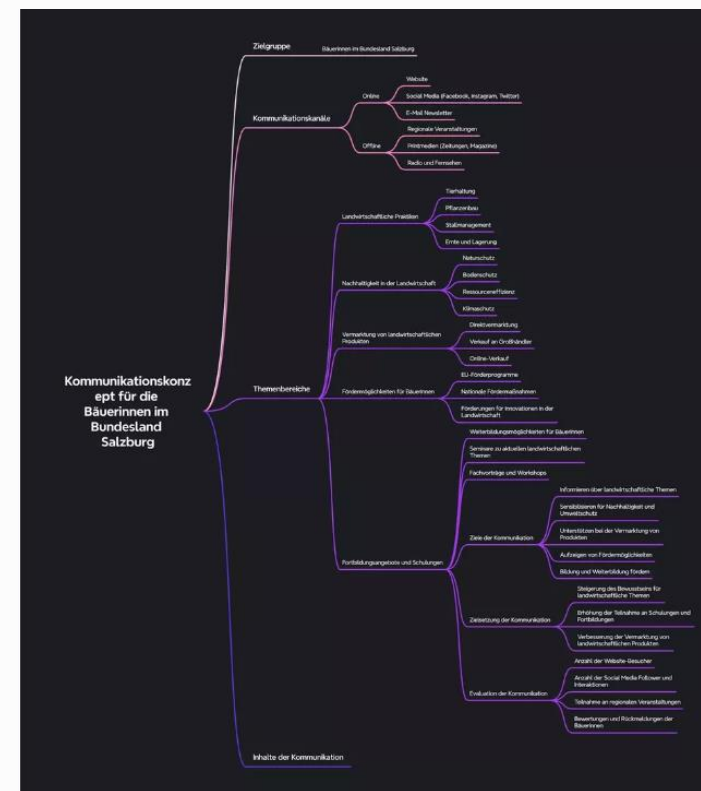 Zielgruppe
Bäuerinnen im Bundesland Salzburg
Kommunikationskanäle
Online
Website
Social Media (Facebook, Instagram, Twitter)
E-Mail Newsletter
Offline
Regionale Veranstaltungen
Printmedien (Zeitungen, Magazine)
Radio und Fernsehen
Kommunikationskonz
ept für die
Bäuerinnen im
Bundesland
Salzburg
Themenbereiche
Landwirtschaftliche Praktiken
Tierhaltung
Pflanzenbau
Stallmanagement
Ernte und Lagerung
Nachhaltigkeit in der Landwirtschaft
Naturschutz
Bodenschutz
Ressourceneffizienz
Klimaschutz
Vermarktung von landwirtschaftlichen
Produkten
Direktvermarktung
Verkauf an Großhändler
Online-Verkauf
Fördermöglichkeiten für Bäuerinnen
EU-Förderprogramme
Nationale Fördermaßnahmen
Förderungen für Innovationen in der
Landwirtschaft
Fortbildungsangebote und Schulungen
Weiterbildungsmöglichkeiten für Bäuerinnen
Seminare zu aktuellen landwirtschaftlichen
Themen
Fachvorträge und Workshops
Ziele der Kommunikation
Informieren über landwirtschaftliche Themen
Sensibilisieren für Nachhaltigkeit und
Umweltschutz
Unterstützen bei der Vermarktung von
Produkten
Aufzeigen von Fördermöglichkeiten
Bildung und Weiterbildung fördern
Zielsetzung der Kommunikation
Steigerung des Bewusstseins für
landwirtschaftliche Themen
Erhöhung der Teilnahme an Schulungen und
Fortbildungen
Verbesserung der Vermarktung von
landwirtschaftlichen Produkten
Evaluation der Kommunikation
Anzahl der Website-Besucher
Anzahl der Social Media Follower und
Interaktionen
Teilnahme an regionalen Veranstaltungen
Bewertungen und Rückmeldungen der
Bäuerinnen
Inhalte der Kommunikation